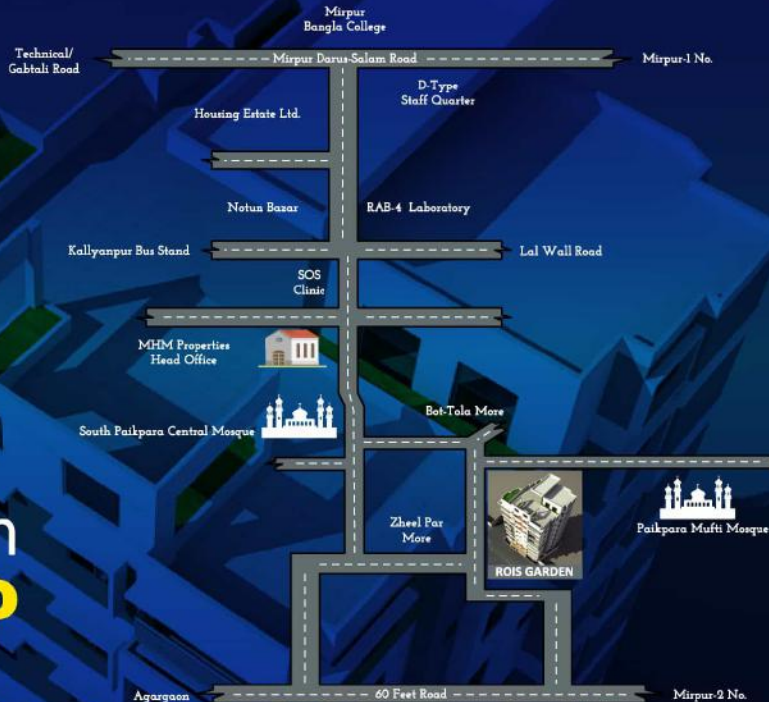 Mirpur
Bangla College
Technical/
Gabtali Road
Mirpur Darus-Salam Road
Mirpur-1 No.
D-Type
Staff Quarter
Housing Estate Ltd.
Notun Bazar
RAB-4 Laboratory
Kallyanpur Bus Stand
Lal Wall Road
SOS
Clinic
MHM Properties
Head Office
Bot-Tola More
South Paikpara Central Mosque
Zheel Par
More
Paikpara Mufti Mosque
ROIS GARDEN
Agargaon
60 Feet Road
Mirpur-2 No.